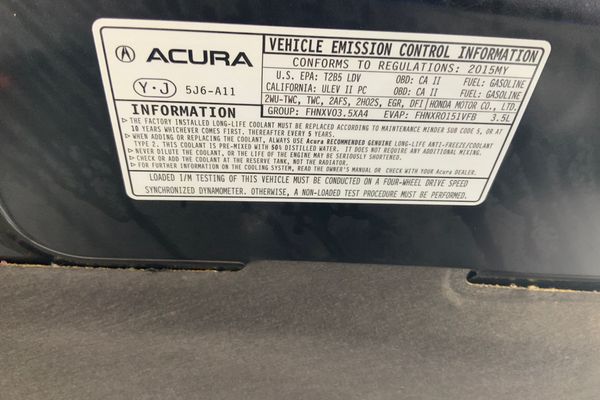 ACURA
VEHICLE EMISSION CONTROL INFORMATION
CONFORMS TO REGULATIONS: 2015MY
Y·J 5J6-A11
U.S. EPA: T2B5 LDV OBD: CA II FUEL: GASOLINE
CALIFORNIA: ULEV II PC OBD: CA II FUEL: GASOLINE
2WU-TWC, TWC, 2AFS, 2HO2S, EGR, DFI HONDA MOTOR CO., LTD.
GROUP: FHNXV03.5XA4 EVAP: FHNXR0151VFB 3.5L
INFORMATION
▷ THE FACTORY INSTALLED LONG-LIFE COOLANT MUST BE REPLACED ACCORDING TO MAINTENANCE MINDER SUB CODE 5, OR AT
10 YEARS WHICHEVER COMES FIRST, THEREAFTER EVERY 5 YEARS.
▷ WHEN ADDING OR REPLACING THE COOLANT, ALWAYS USE Acura RECOMMENDED GENUINE LONG-LIFE ANTI-FREEZE/COOLANT
TYPE 2. THIS COOLANT IS PRE-MIXED WITH 50% DISTILLED WATER. IT DOES NOT REQUIRE ANY ADDITIONAL MIXING.
▷ NEVER DILUTE THE COOLANT, OR THE LIFE OF THE ENGINE MAY BE SERIOUSLY SHORTENED.
▷ CHECK OR ADD COOLANT AT THE RESERVE TANK, NOT THE RADIATOR.
▷ FOR FURTHER INFORMATION ON THE COOLING SYSTEM, READ THE OWNER'S MANUAL OR CHECK WITH YOUR Acura DEALER.
LOADED I/M TESTING OF THIS VEHICLE MUST BE CONDUCTED ON A FOUR-WHEEL DRIVE SPEED
SYNCHRONIZED DYNAMOMETER. OTHERWISE, A NON-LOADED TEST PROCEDURE MUST BE PERFORMED.